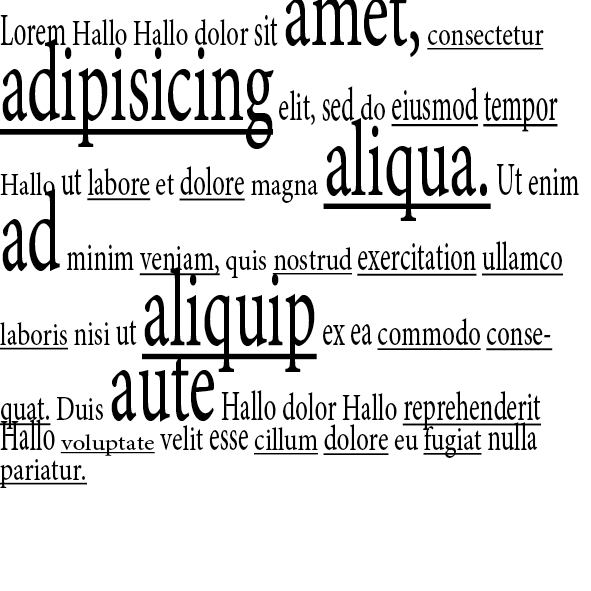 Lorem Hallo Hallo dolor sit amet, consectetur
adipisicing elit, sed do eiusmod tempor
Hallo ut labore et dolore magna aliqua. Ut enim
ad minim veniam, quis nostrud exercitation ullamco
laboris nisi ut aliquip ex ea commodo conse-
quat. Duis aute Hallo dolor Hallo reprehenderit
Hallo voluptate velit esse cillum dolore eu fugiat nulla
pariatur.